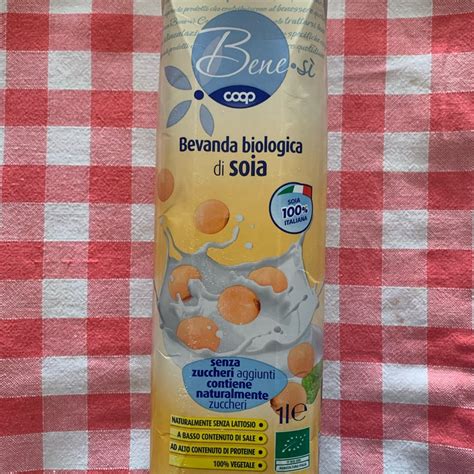 Bene.sì
coop
Bevanda biologica
di soia
SOIA
100%
ITALIANA
senza
zuccheri aggiunti
contiene
naturalmente
zuccheri
1l e
NATURALMENTE SENZA LATTOSIO
A BASSO CONTENUTO DI SALE
AD ALTO CONTENUTO DI PROTEINE
100% VEGETALE